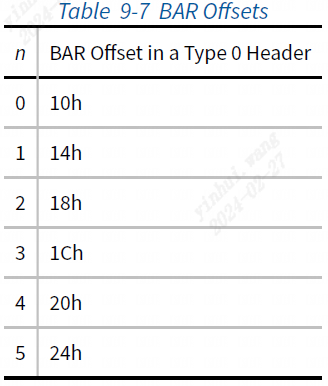 Table 9-7 BAR Offsets
n BAR Offset in a Type 0 Header
0 10h
1 14h
2 18h
3 1Ch
4 20h
5 24h
yinhui.wang
2024-02-27